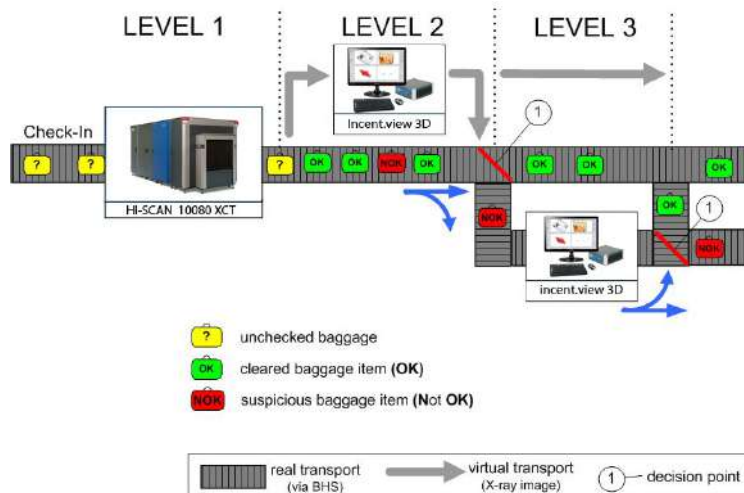 LEVEL 1
LEVEL 2
LEVEL 3
Incent.view 3D
1
Check-In
?
?
HI-SCAN 10080 XCT
?
OK
OK
NOK
OK
OK
OK
OK
NOK
OK
1
NOK
incent.view 3D
? unchecked baggage
OK cleared baggage item (OK)
NOK suspicious baggage item (Not OK)
real transport
(via BHS)
virtual transport
(X-ray image)
1 decision point